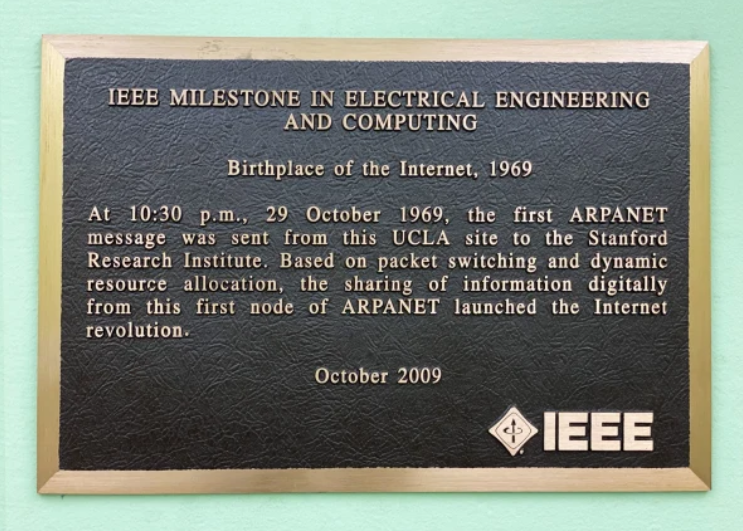 IEEE MILESTONE IN ELECTRICAL ENGINEERING
AND COMPUTING
Birthplace of the Internet, 1969
At 10:30 p.m., 29 October 1969, the first ARPANET
message was sent from this UCLA site to the Stanford
Research Institute. Based on packet switching and dynamic
resource allocation, the sharing of information digitally
from this first node of ARPANET launched the Internet
revolution.
October 2009
IEEE